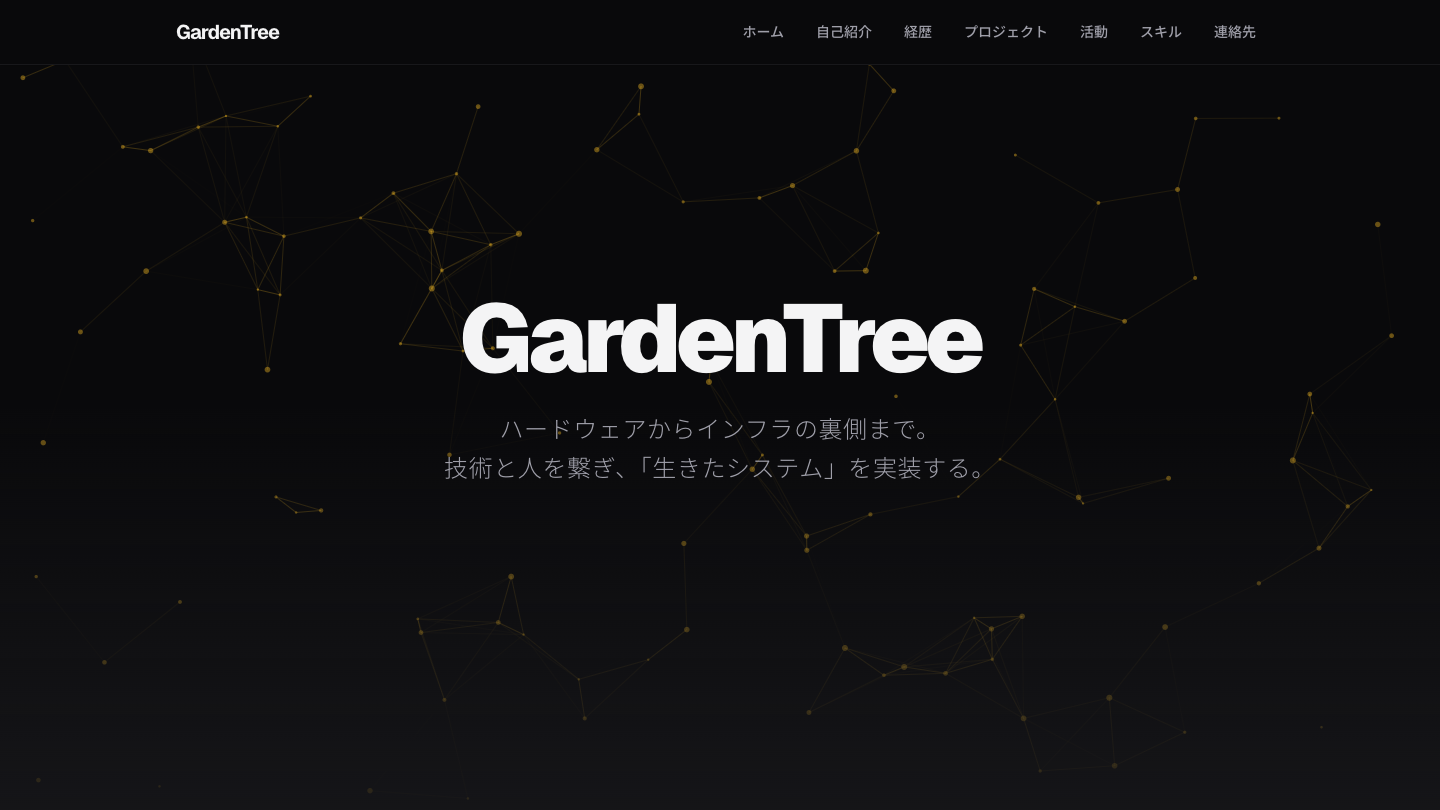 GardenTree
ホーム 自己紹介 経歴 プロジェクト 活動 スキル 連絡先
GardenTree
ハードウェアからインフラの裏側まで。
技術と人を繋ぎ、「生きたシステム」を実装する。